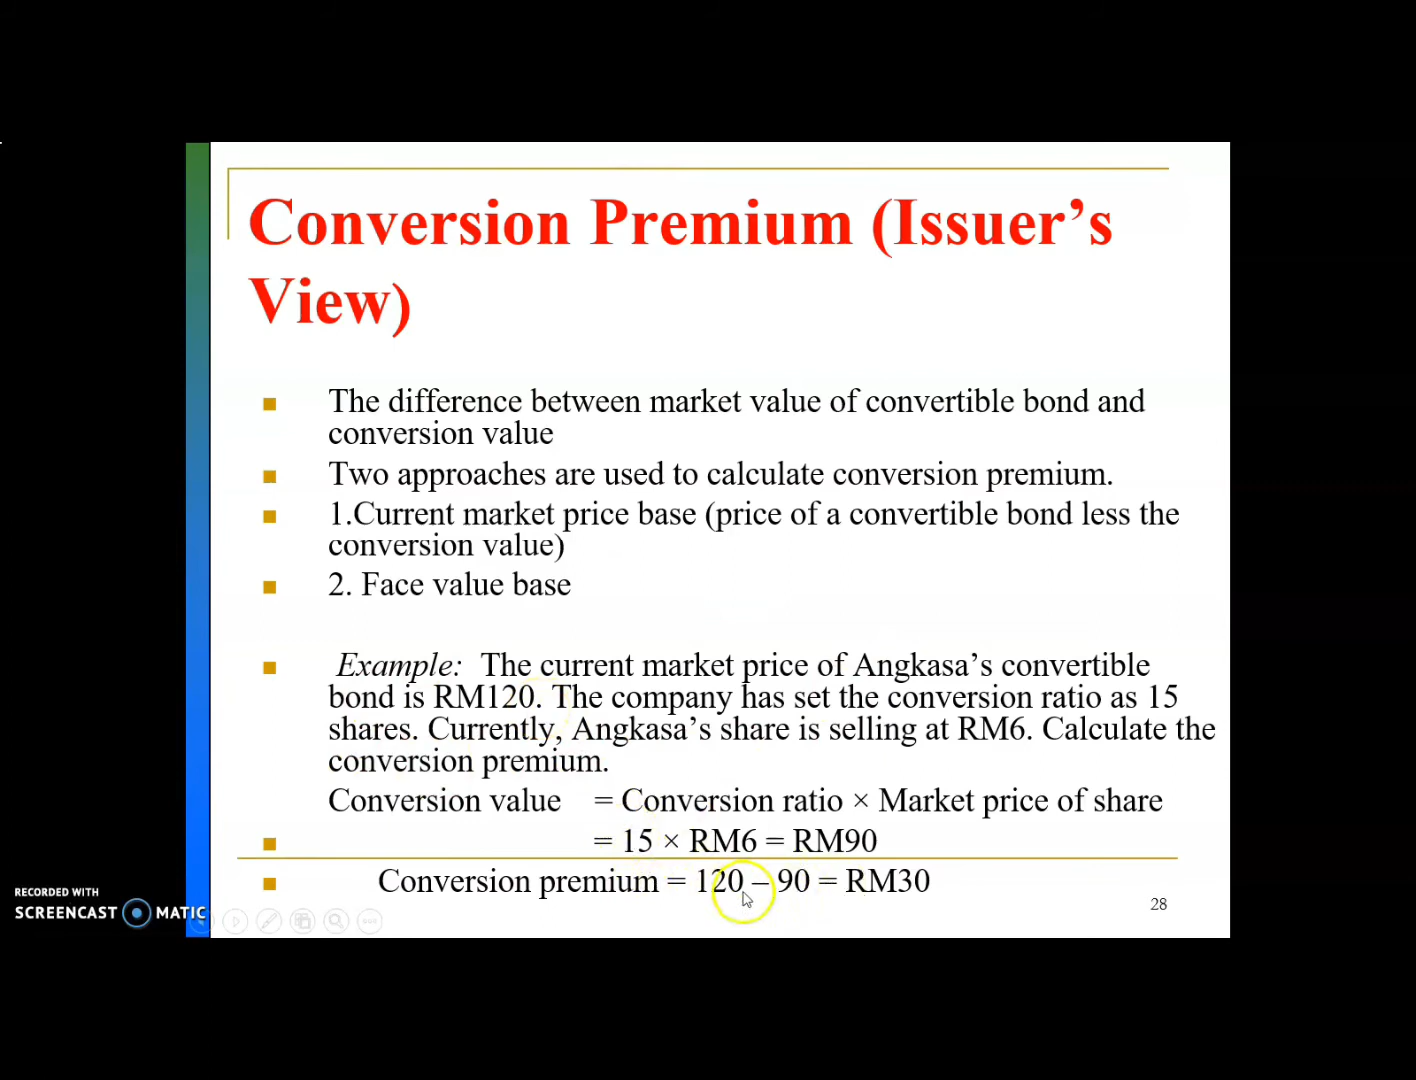 Conversion Premium (Issuer’s
View)
The difference between market value of convertible bond and
conversion value
Two approaches are used to calculate conversion premium.
1.Current market price base (price of a convertible bond less the
conversion value)
2. Face value base
Example: The current market price of Angkasa’s convertible
bond is RM120. The company has set the conversion ratio as 15
shares. Currently, Angkasa’s share is selling at RM6. Calculate the
conversion premium.
Conversion value = Conversion ratio × Market price of share
= 15 × RM6 = RM90
Conversion premium = 120 – 90 = RM30
28
RECORDED WITH
SCREENCAST MATIC